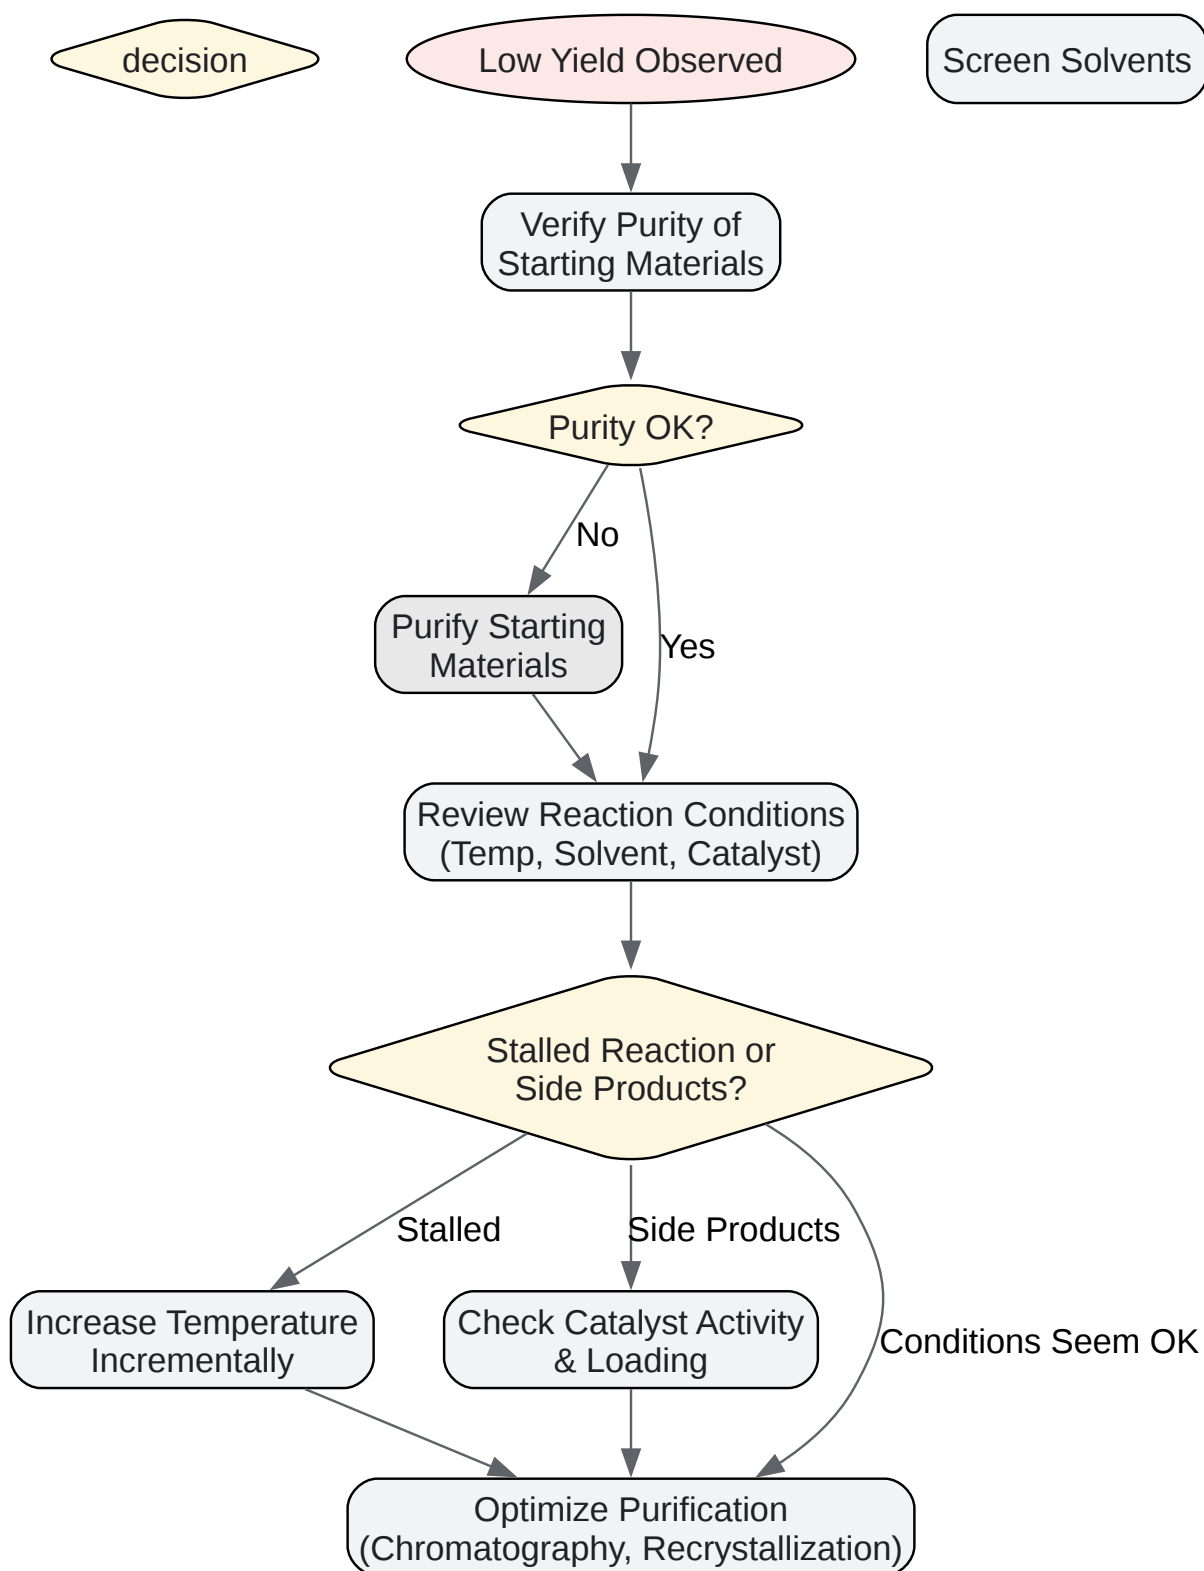 decision
Low Yield Observed
Screen Solvents
Verify Purity of
Starting Materials
Purity OK?
No
Purify Starting
Materials
Yes
Review Reaction Conditions
(Temp, Solvent, Catalyst)
Stalled Reaction or
Side Products?
Stalled
Side Products
Increase Temperature
Incrementally
Check Catalyst Activity
& Loading
Conditions Seem OK
Optimize Purification
(Chromatography, Recrystallization)